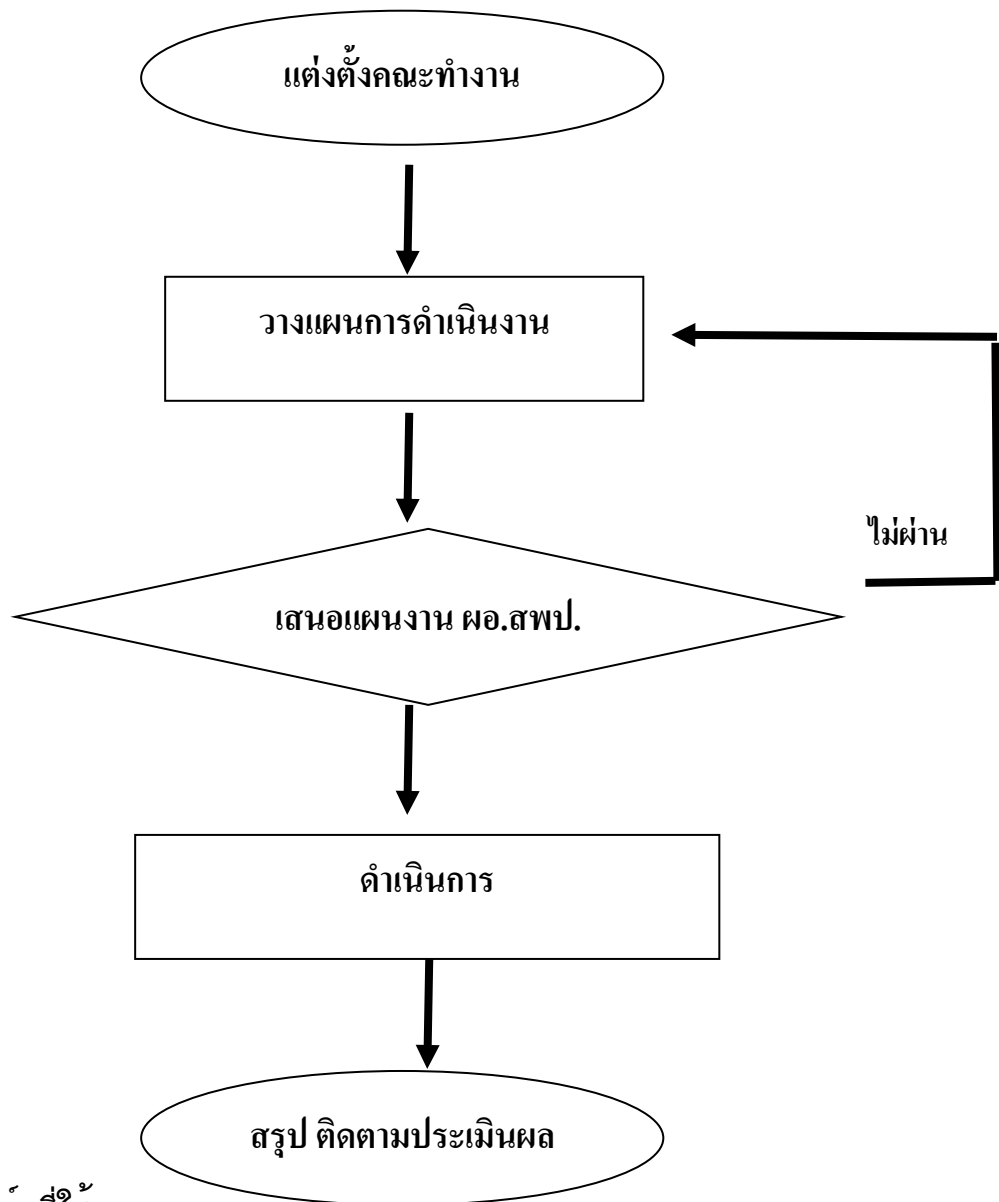 แต่งตั้งคณะทำงาน
วางแผนการดำเนินงาน
ไม่ผ่าน
เสนอแผนงาน ผอ.สพป.
ดำเนินการ
สรุป ติดตามประเมินผล